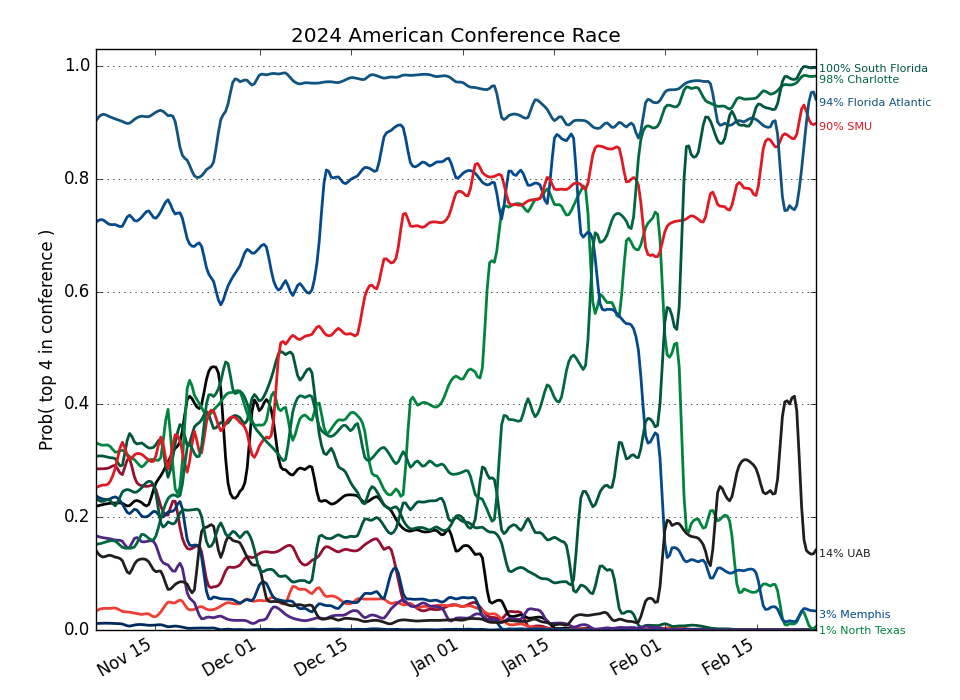 2024 American Conference Race
Prob( top 4 in conference )
1.0
0.8
0.6
0.4
0.2
0.0
Nov 15
Dec 01
Dec 15
Jan 01
Jan 15
Feb 01
Feb 15
100% South Florida
98% Charlotte
94% Florida Atlantic
90% SMU
14% UAB
3% Memphis
1% North Texas